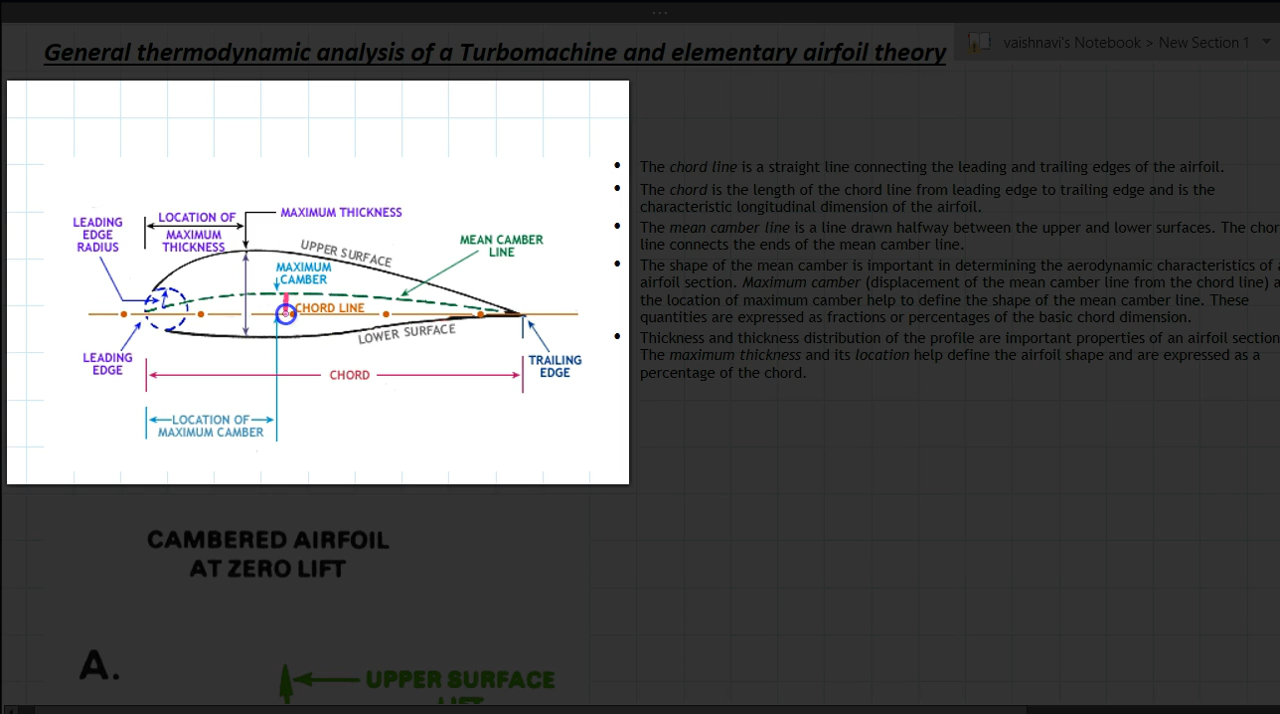 General thermodynamic analysis of a Turbomachine and elementary airfoil theory
vaishnavi's Notebook > New Section 1
LEADING
EDGE
RADIUS
LOCATION OF
MAXIMUM
THICKNESS
MAXIMUM THICKNESS
UPPER SURFACE
MEAN CAMBER
LINE
MAXIMUM
CAMBER
CHORD LINE
LOWER SURFACE
LEADING
EDGE
TRAILING
EDGE
CHORD
LOCATION OF
MAXIMUM CAMBER
• The chord line is a straight line connecting the leading and trailing edges of the airfoil.
• The chord is the length of the chord line from leading edge to trailing edge and is the
characteristic longitudinal dimension of the airfoil.
• The mean camber line is a line drawn halfway between the upper and lower surfaces. The chor
line connects the ends of the mean camber line.
• The shape of the mean camber is important in determining the aerodynamic characteristics of a
airfoil section. Maximum camber (displacement of the mean camber line from the chord line) a
the location of maximum camber help to define the shape of the mean camber line. These
quantities are expressed as fractions or percentages of the basic chord dimension.
• Thickness and thickness distribution of the profile are important properties of an airfoil section
The maximum thickness and its location help define the airfoil shape and are expressed as a
percentage of the chord.
CAMBERED AIRFOIL
AT ZERO LIFT
A.
UPPER SURFACE